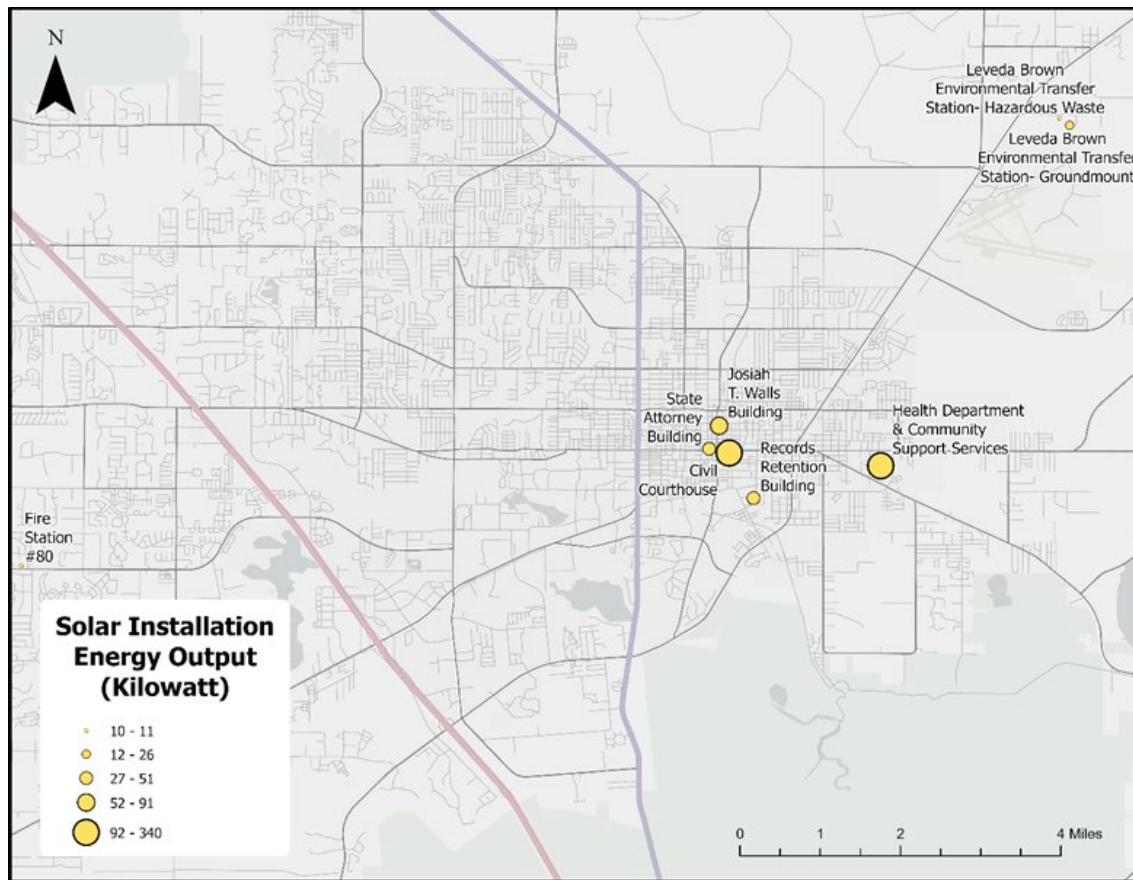 N
Leveda Brown
Environmental Transfer
Station- Hazardous Waste
Leveda Brown
Environmental Transfer
Station- Groundmount
Josiah
T. Walls
Building
State
Attorney
Building
Health Department
& Community
Support Services
Records
Retention
Building
Civil
Courthouse
Fire
Station
#80
Solar Installation
Energy Output
(Kilowatt)
10 - 11
12 - 26
27 - 51
52 - 91
92 - 340
0 1 2 4 Miles